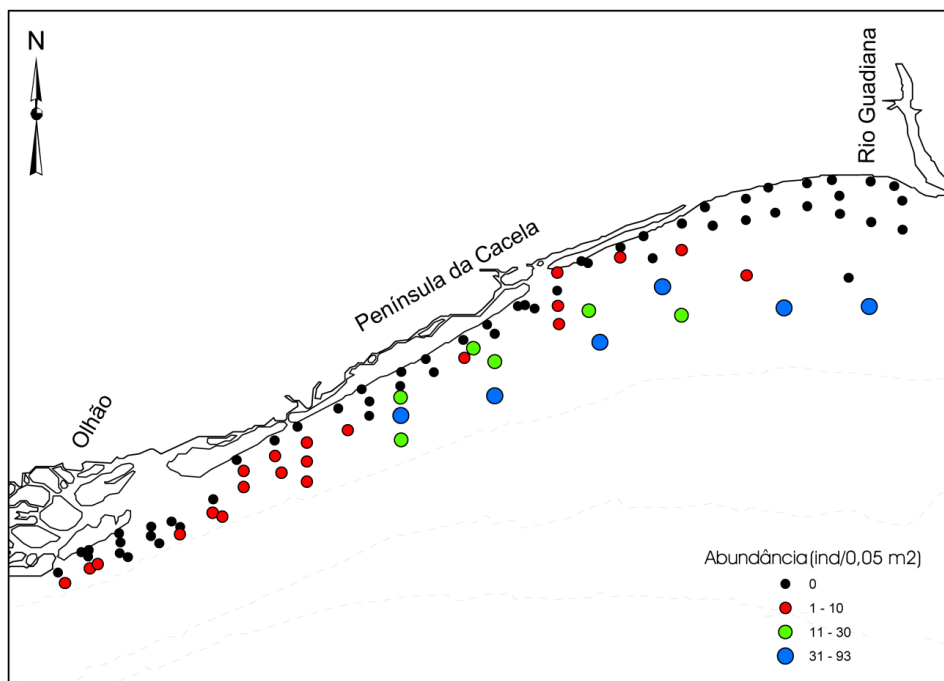 N
Rio Guadiana
Península da Cacela
Olhão
Abundância (ind/0,05 m2)
0
1 - 10
11 - 30
31 - 93